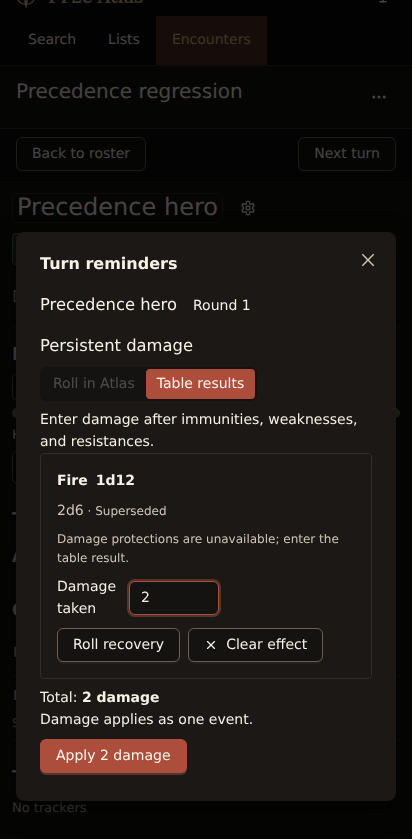 Search Lists Encounters
Precedence regression
...
Back to roster Next turn
Precedence hero
Turn reminders
Precedence hero Round 1
Persistent damage
Roll in Atlas Table results
Enter damage after immunities, weaknesses,
and resistances.
Fire 1d12
2d6 · Superseded
Damage protections are unavailable; enter the
table result.
Damage
taken
2
Roll recovery × Clear effect
Total: 2 damage
Damage applies as one event.
Apply 2 damage
No trackers